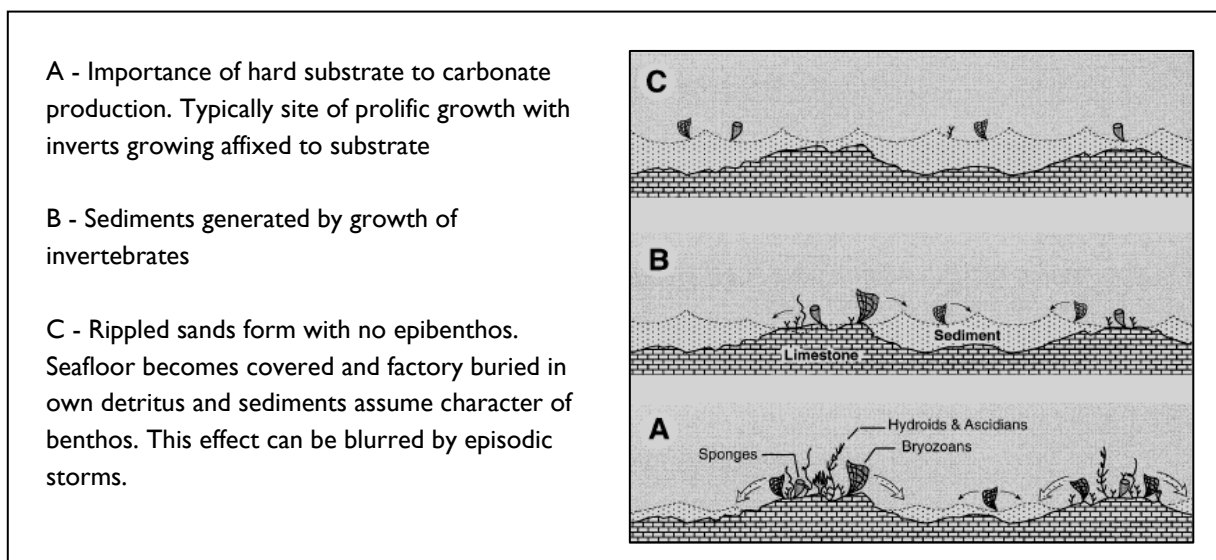 A - Importance of hard substrate to carbonate
production. Typically site of prolific growth with
inverts growing affixed to substrate
B - Sediments generated by growth of
invertebrates
C - Rippled sands form with no epibenthos.
Seafloor becomes covered and factory buried in
own detritus and sediments assume character of
benthos. This effect can be blurred by episodic
storms.
C
B
Sediment
Limestone
A
Hydroids & Ascidians
Bryozoans
Sponges